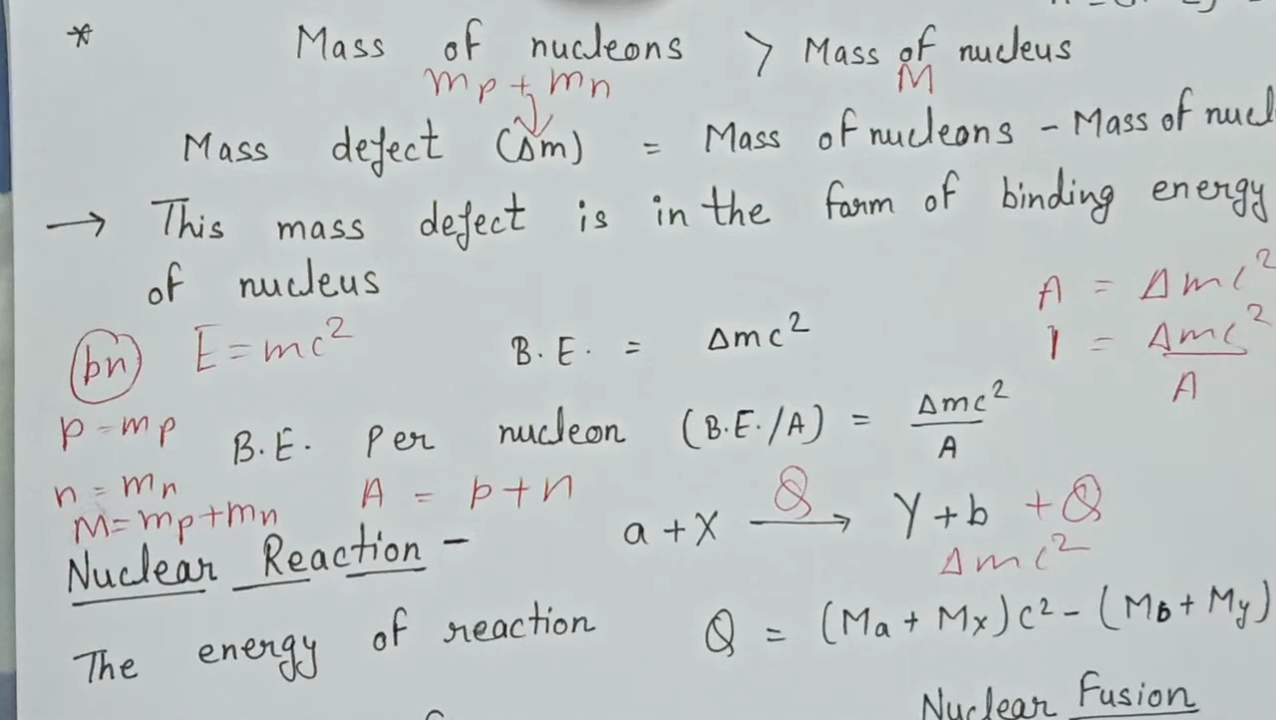 * Mass of nucleons > Mass of nucleus
mp + mn M
Mass defect (Δm) = Mass of nucleons - Mass of nucl
→ This mass defect is in the form of binding energy
of nucleus
A = Δmc²
(pn) E = mc² B.E. = Δmc²
1 = Δmc²/A
p = mp
B.E. Per nucleon (B.E./A) = Δmc²/A
n = mn A = p+n
M = mp+mn
a + X —Q→ Y + b + Q
Δmc²
Nuclear Reaction -
The energy of reaction Q = (Ma + Mx)c² - (Mb + My)
Nuclear Fusion